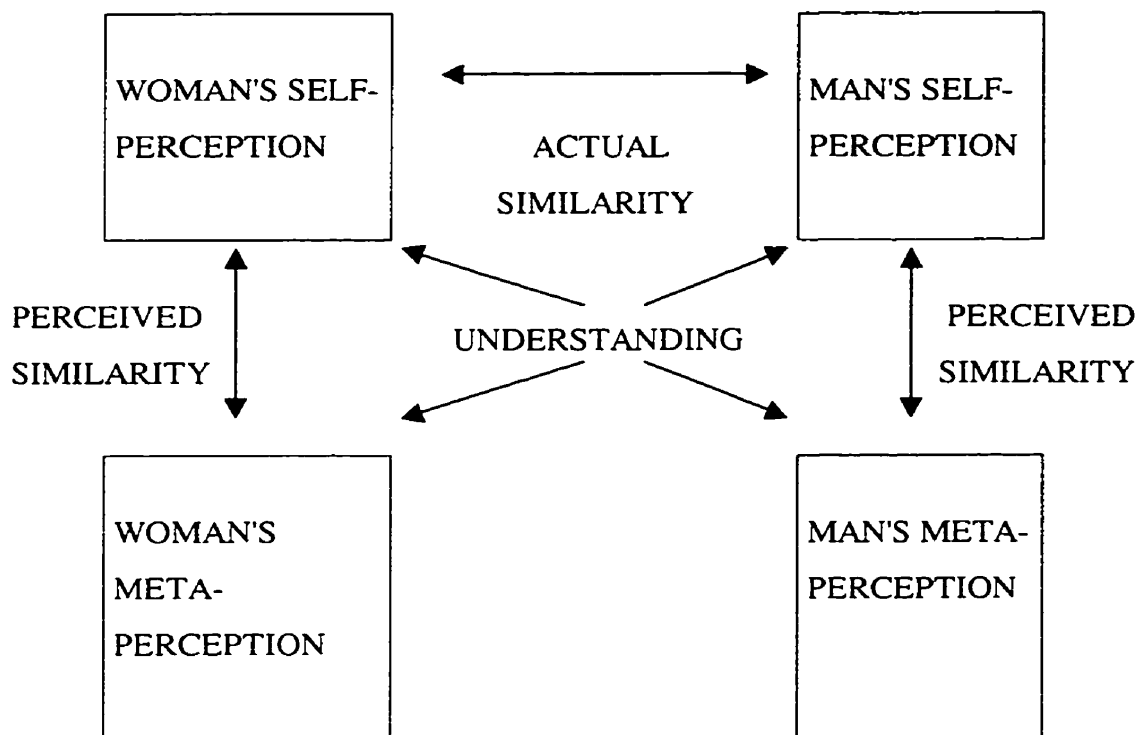 WOMAN'S SELF-
PERCEPTION
MAN'S SELF-
PERCEPTION
ACTUAL
SIMILARITY
PERCEIVED
SIMILARITY
UNDERSTANDING
PERCEIVED
SIMILARITY
WOMAN'S
META-
PERCEPTION
MAN'S META-
PERCEPTION